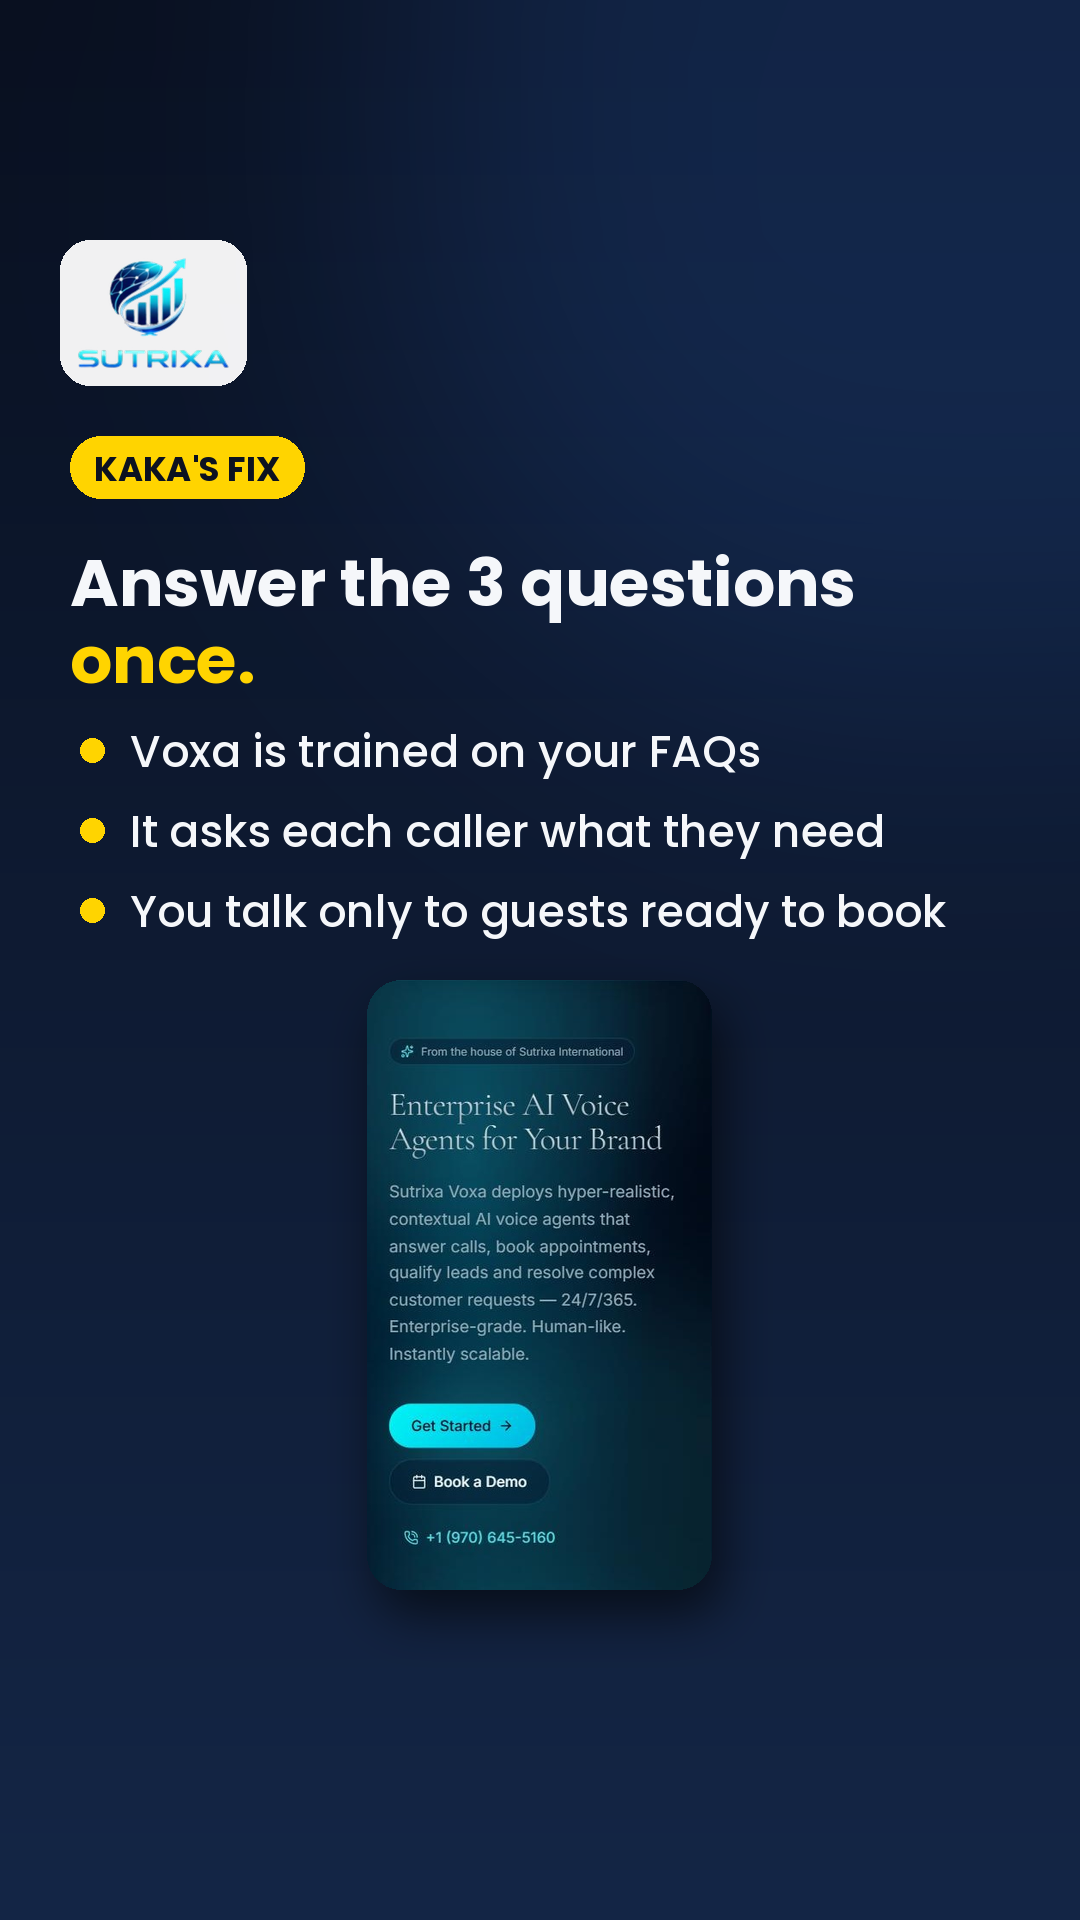 SUTRIXA
KAKA'S FIX
Answer the 3 questions
once.
Voxa is trained on your FAQs
It asks each caller what they need
You talk only to guests ready to book
From the house of Sutrixa International
Enterprise AI Voice
Agents for Your Brand
Sutrixa Voxa deploys hyper-realistic,
contextual AI voice agents that
answer calls, book appointments,
qualify leads and resolve complex
customer requests — 24/7/365.
Enterprise-grade. Human-like.
Instantly scalable.
Get Started →
Book a Demo
+1 (970) 645-5160